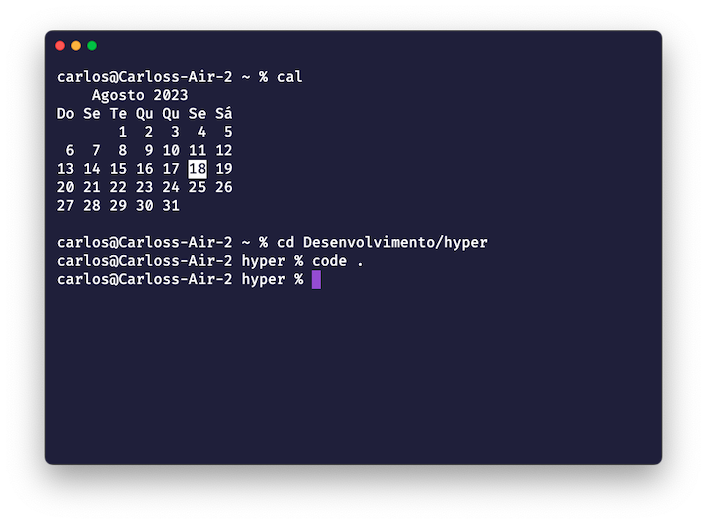 carlos@Carloss-Air-2 ~ % cal
    Agosto 2023
Do Se Te Qu Qu Se Sá
       1  2  3  4  5
 6  7  8  9 10 11 12
13 14 15 16 17 18 19
20 21 22 23 24 25 26
27 28 29 30 31
carlos@Carloss-Air-2 ~ % cd Desenvolvimento/hyper
carlos@Carloss-Air-2 hyper % code .
carlos@Carloss-Air-2 hyper %